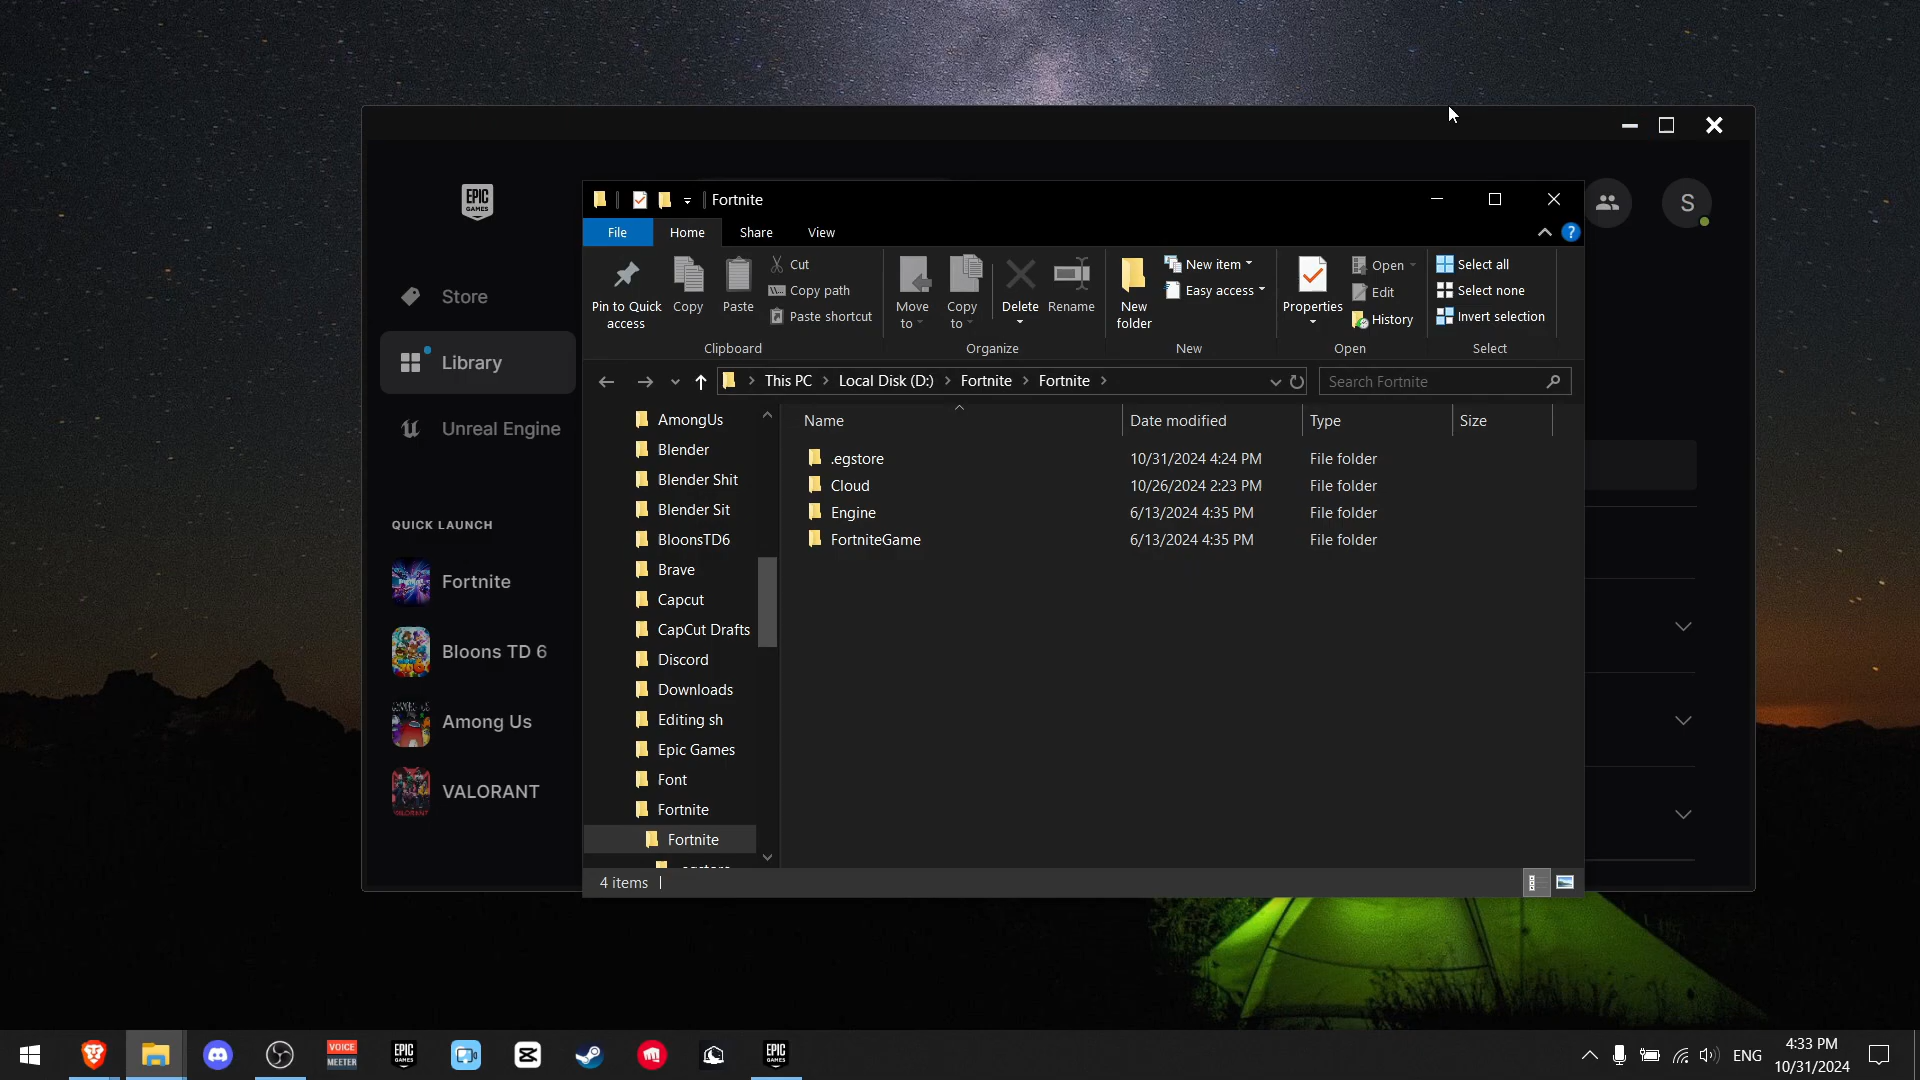 EPIC
GAMES
Store
Library
Unreal Engine
QUICK LAUNCH
Fortnite
Bloons TD 6
Among Us
VALORANT
S
Fortnite
File
Home
Share
View
?
Pin to Quick
access
Copy
Paste
Cut
Copy path
Paste shortcut
Clipboard
Move
to
Copy
to
Delete
Rename
Organize
New
folder
New item
Easy access
New
Properties
Open
Edit
History
Open
Select all
Select none
Invert selection
Select
This PC
Local Disk (D:)
Fortnite
Fortnite
Search Fortnite
AmongUs
Blender
Blender Shit
Blender Sit
BloonsTD6
Brave
Capcut
CapCut Drafts
Discord
Downloads
Editing sh
Epic Games
Font
Fortnite
Fortnite
.egstore
Name
Date modified
Type
Size
.egstore 10/31/2024 4:24 PM File folder
Cloud 10/26/2024 2:23 PM File folder
Engine 6/13/2024 4:35 PM File folder
FortniteGame 6/13/2024 4:35 PM File folder
4 items
VOICE
MEETER
EPIC
GAMES
EPIC
GAMES
ENG
4:33 PM
10/31/2024